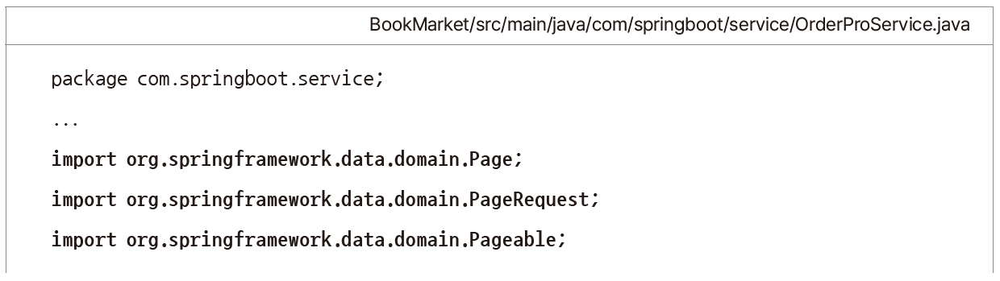 BookMarket/src/main/java/com/springboot/service/OrderProService.java
package com.springboot.service;
...
import org.springframework.data.domain.Page;
import org.springframework.data.domain.PageRequest;
import org.springframework.data.domain.Pageable;